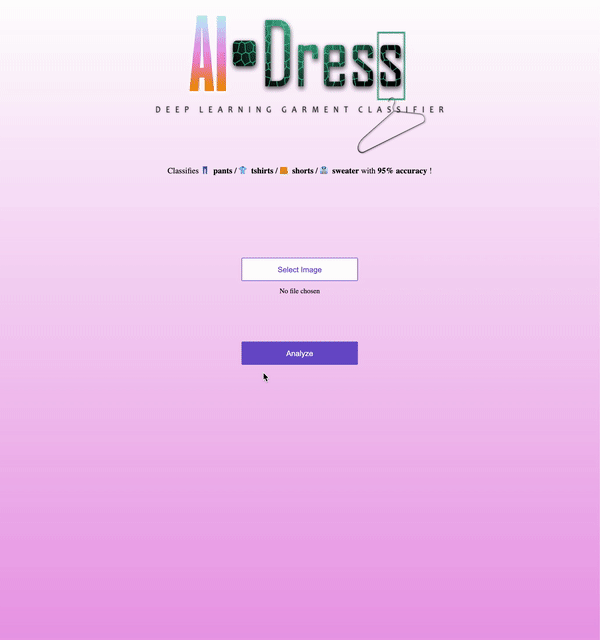 AI Dress
DEEP LEARNING GARMENT CLASSIFIER
Classifies pants / tshirts / shorts / sweater with 95% accuracy !
Select Image
No file chosen
Analyze